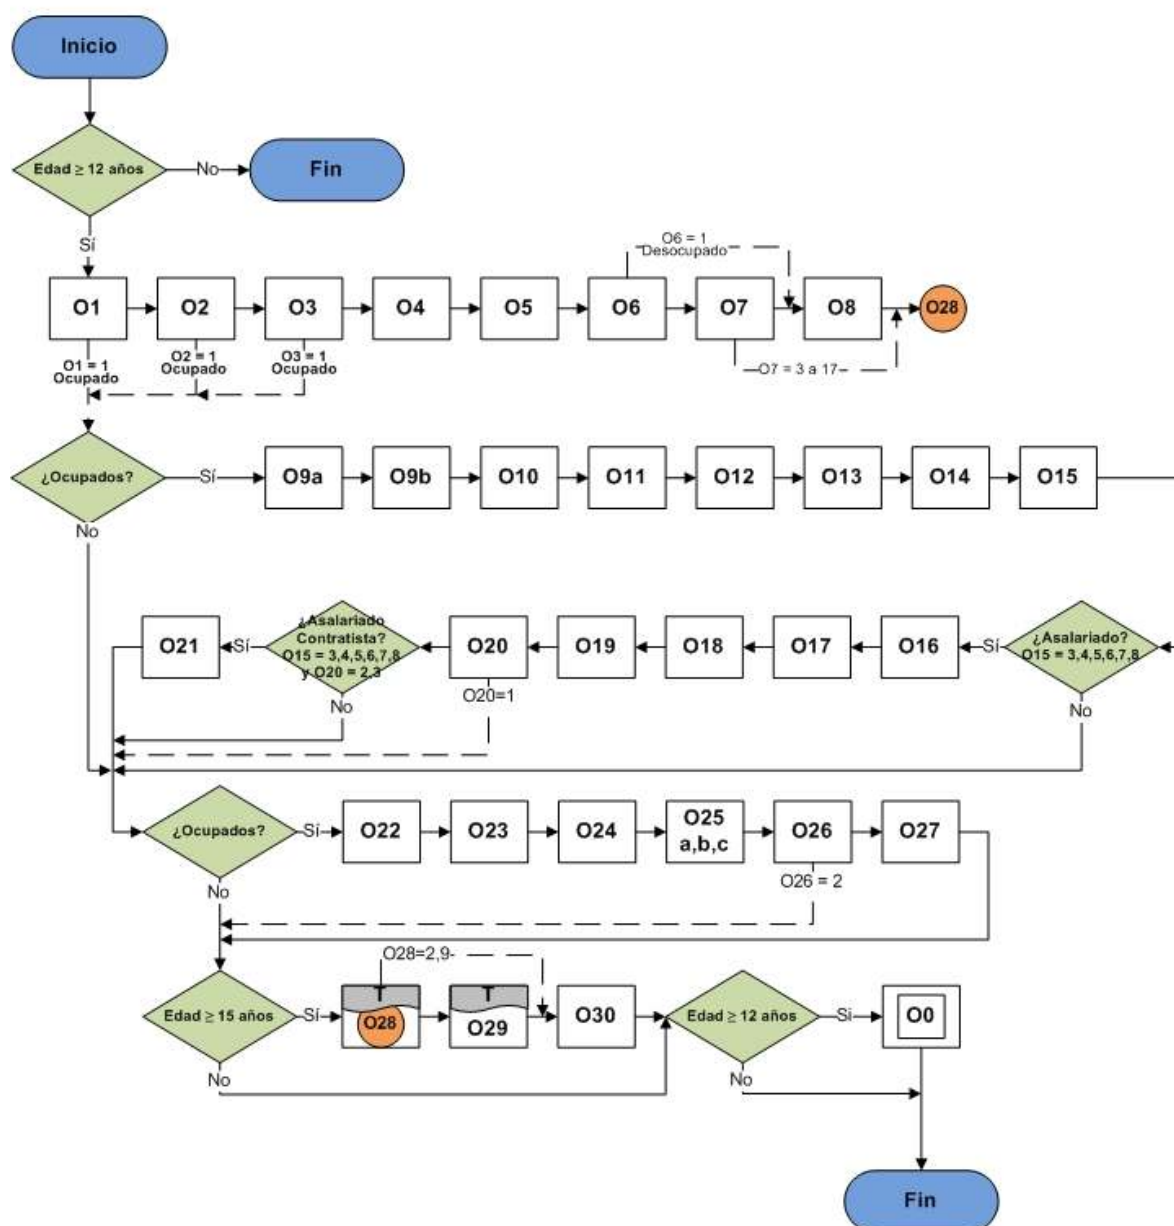 Inicio
Edad ≥ 12 años
No
Fin
Sí
O6 = 1
Desocupado
O1
O2
O3
O4
O5
O6
O7
O8
O28
O1 = 1
Ocupado
O2 = 1
Ocupado
O3 = 1
Ocupado
O7 = 3 a 17
¿Ocupados?
Sí
O9a
O9b
O10
O11
O12
O13
O14
O15
No
O21
Sí
¿Asalariado
Contratista?
O15 = 3,4,5,6,7,8
y O20 = 2,3
O20
O19
O18
O17
O16
Sí
¿Asalariado?
O15 = 3,4,5,6,7,8
O20=1
No
No
¿Ocupados?
Sí
O22
O23
O24
O25
a,b,c
O26
O27
No
O26 = 2
O28=2,9
Edad ≥ 15 años
Sí
T
O28
T
O29
O30
Edad ≥ 12 años
Si
O0
No
No
Fin